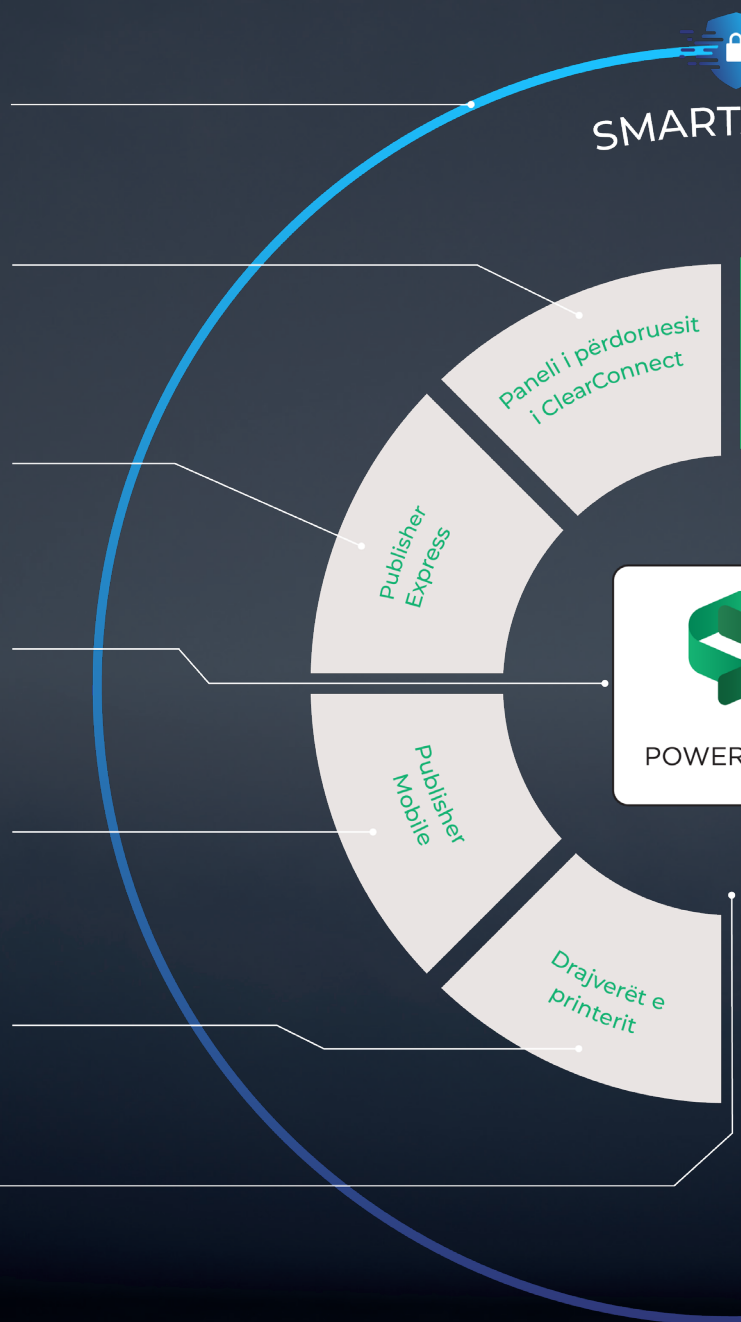 SMART
Paneli i përdoruesit
i ClearConnect
Publisher
Express
POWER
Publisher
Mobile
Drajverët e
printerit